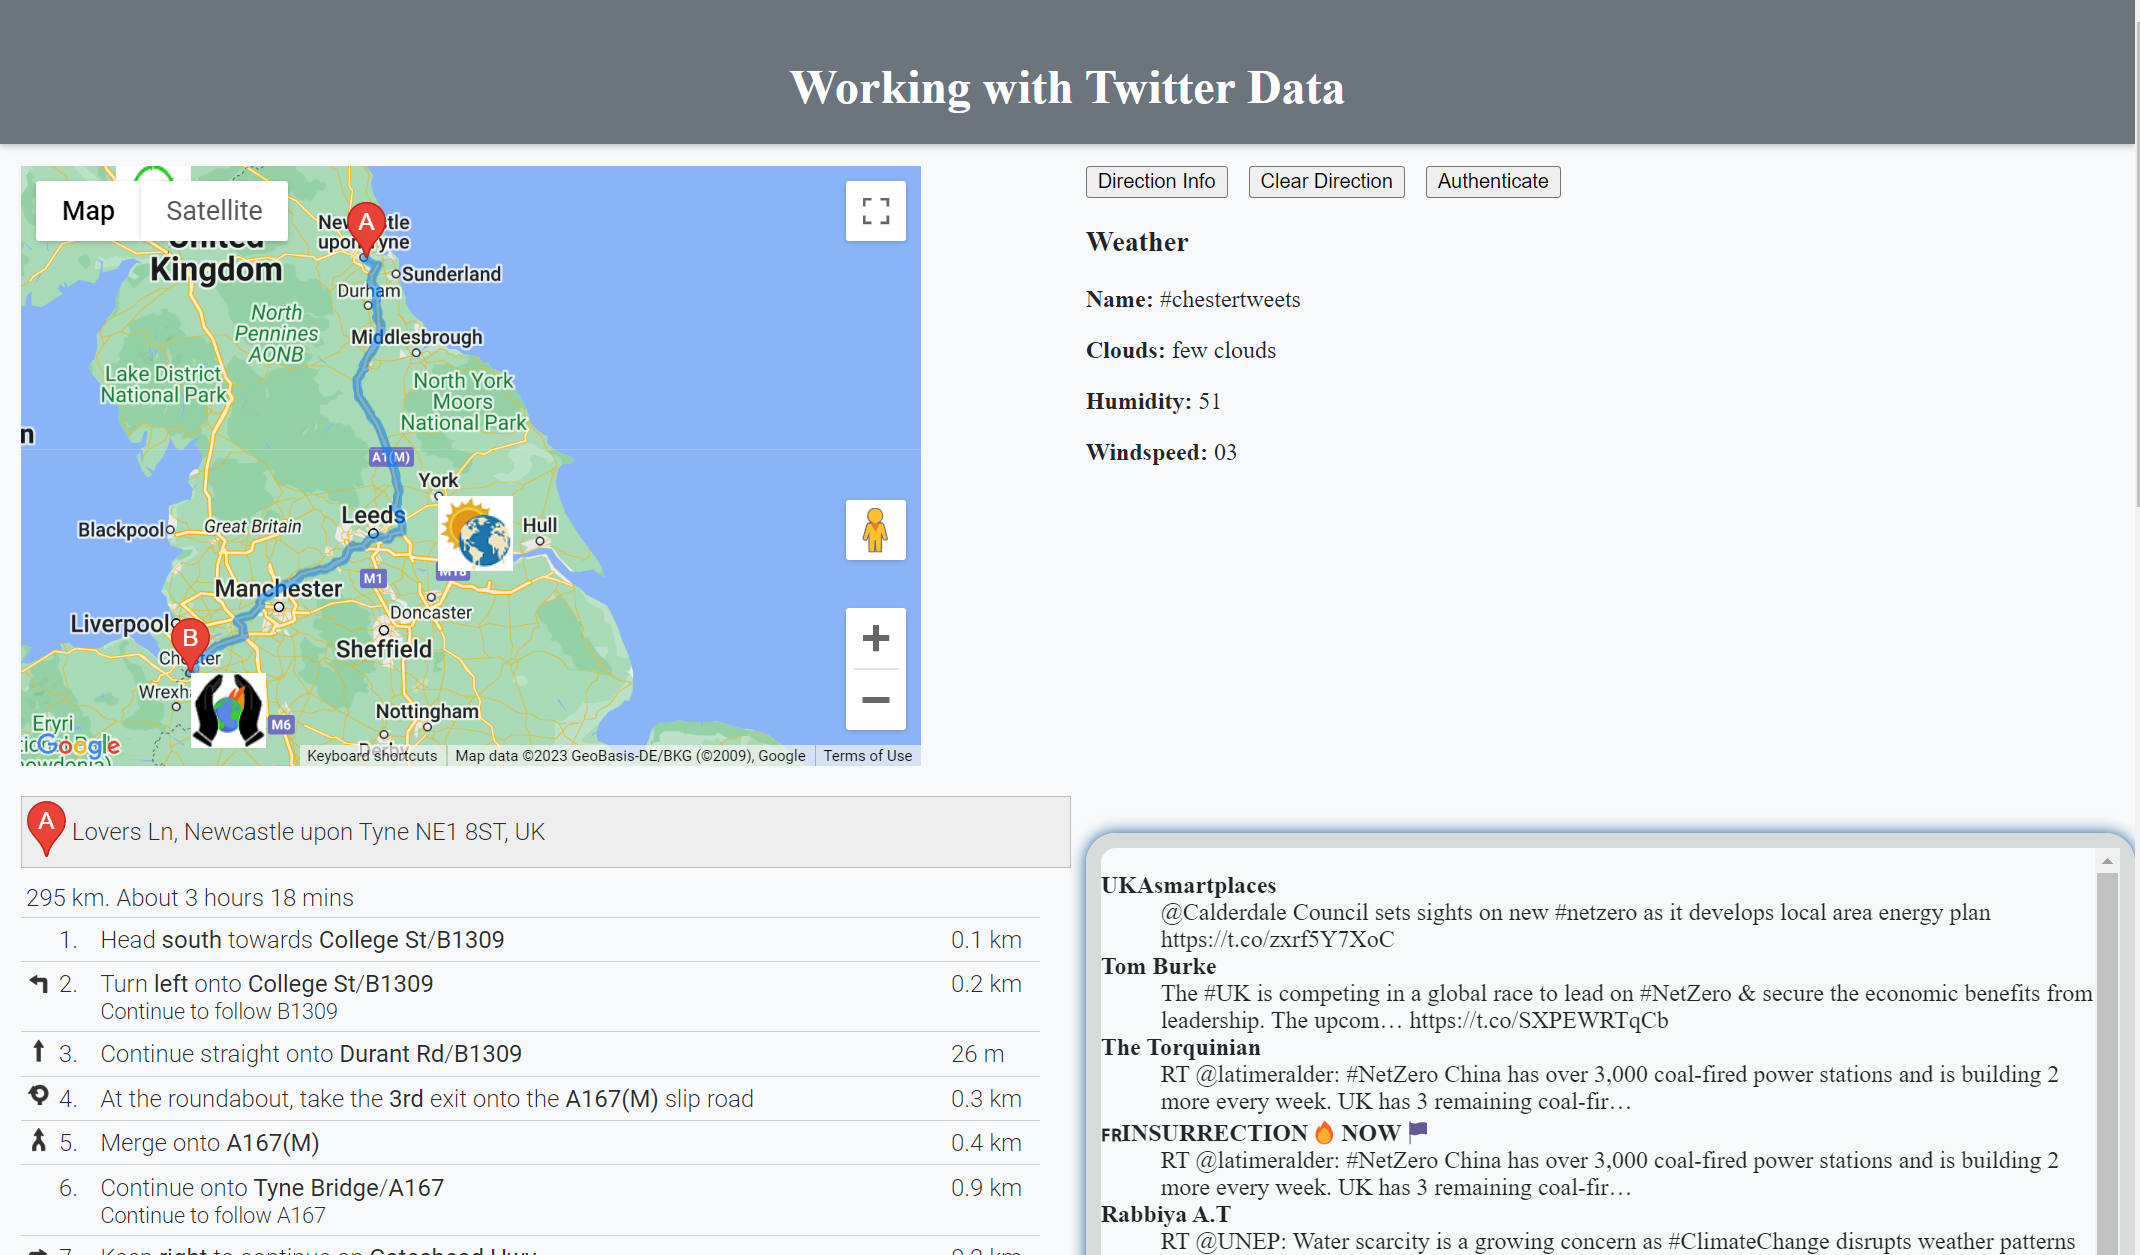 Working with Twitter Data
Map
Satellite
United
Kingdom
A
Sunderland
Durham
North
Pennines
AONB
Middlesbrough
Lake District
National Park
North York
Moors
National Park
n
A1(M)
York
Blackpool
Great Britain
Leeds
Hull
M1
M18
Manchester
Doncaster
Liverpool
B
Sheffield
Nottingham
M6
Eryri
Google
Derby
Keyboard shortcuts
Map data ©2023 GeoBasis-DE/BKG (©2009), Google
Terms of Use
Direction Info
Clear Direction
Authenticate
Weather
Name: #chestertweets
Clouds: few clouds
Humidity: 51
Windspeed: 03
A
Lovers Ln, Newcastle upon Tyne NE1 8ST, UK
295 km. About 3 hours 18 mins
1. Head south towards College St/B1309 0.1 km
2. Turn left onto College St/B1309 0.2 km
Continue to follow B1309
3. Continue straight onto Durant Rd/B1309 26 m
4. At the roundabout, take the 3rd exit onto the A167(M) slip road 0.3 km
5. Merge onto A167(M) 0.4 km
6. Continue onto Tyne Bridge/A167 0.9 km
Continue to follow A167
7. Keep right to continue on Gateshead Hwy
UKAsmartplaces
@Calderdale Council sets sights on new #netzero as it develops local area energy plan
https://t.co/zxrf5Y7XoC
Tom Burke
The #UK is competing in a global race to lead on #NetZero & secure the economic benefits from
leadership. The upcom… https://t.co/SXPEWRTqCb
The Torquinian
RT @latimeralder: #NetZero China has over 3,000 coal-fired power stations and is building 2
more every week. UK has 3 remaining coal-fir…
FRINSURRECTION 🔥 NOW 🏴
RT @latimeralder: #NetZero China has over 3,000 coal-fired power stations and is building 2
more every week. UK has 3 remaining coal-fir…
Rabbiya A.T
RT @UNEP: Water scarcity is a growing concern as #ClimateChange disrupts weather patterns